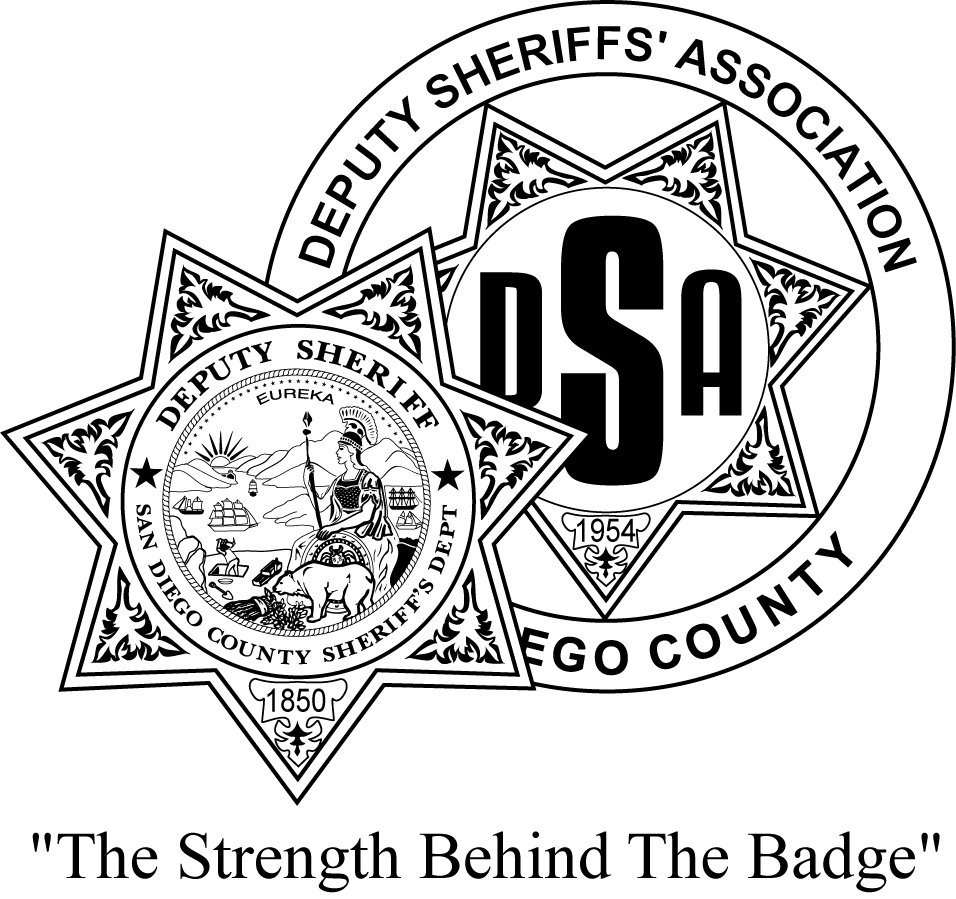 DEPUTY SHERIFFS' ASSOCIATION
DSA
1954
EGO COUNTY
DEPUTY SHERIFF
EUREKA
SAN DIEGO COUNTY SHERIFF'S DEPT
1850
"The Strength Behind The Badge"